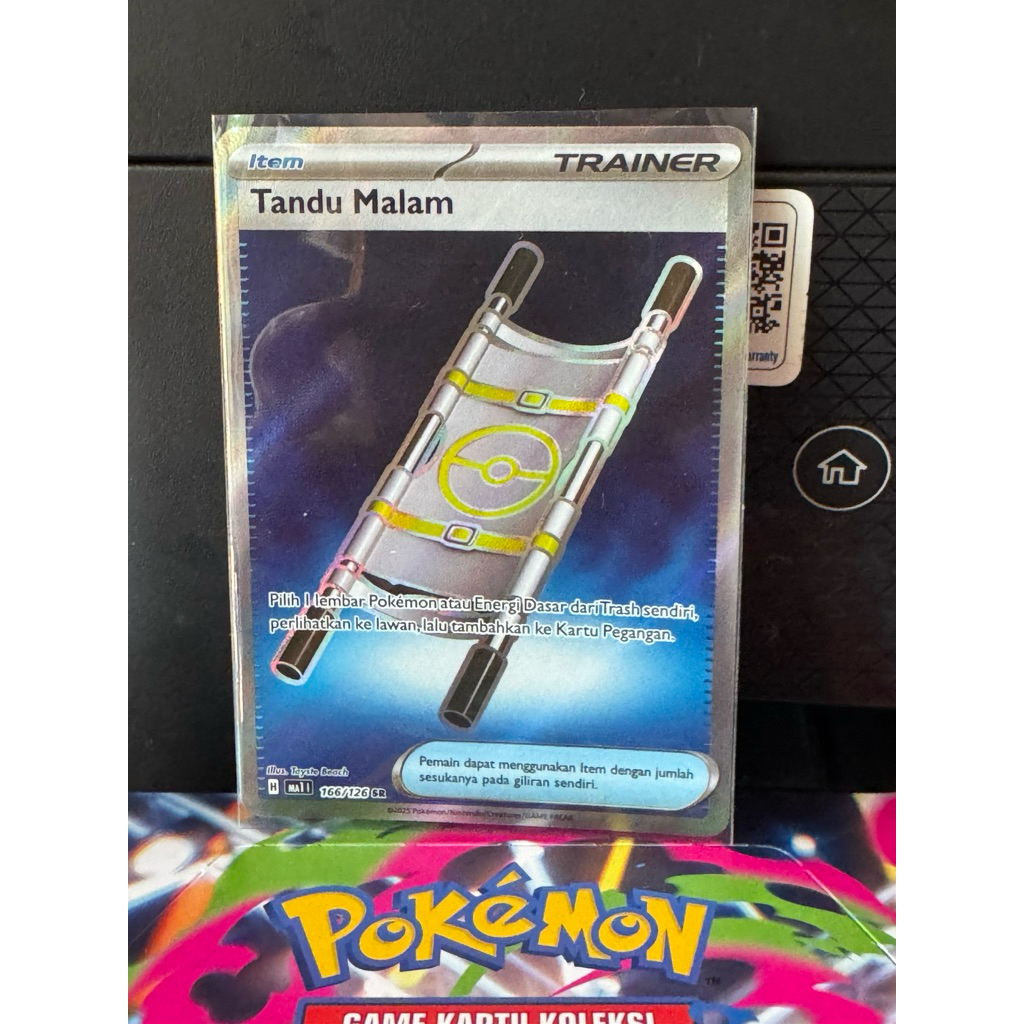 Item
TRAINER
Tandu Malam
Pilih 1 lembar Pokémon atau Energi Dasar dari Trash sendiri,
perlihatkan ke lawan, lalu tambahkan ke Kartu Pegangan.
Pemain dapat menggunakan Item dengan jumlah
sesukanya pada giliran sendiri.
Illus. Toyste Beach
H MA1 I 166/126 SR
©2025 Pokémon/Nintendo/Creatures/GAME FREAK
POKéMON
TM
GAME KARTU KOLEKSI